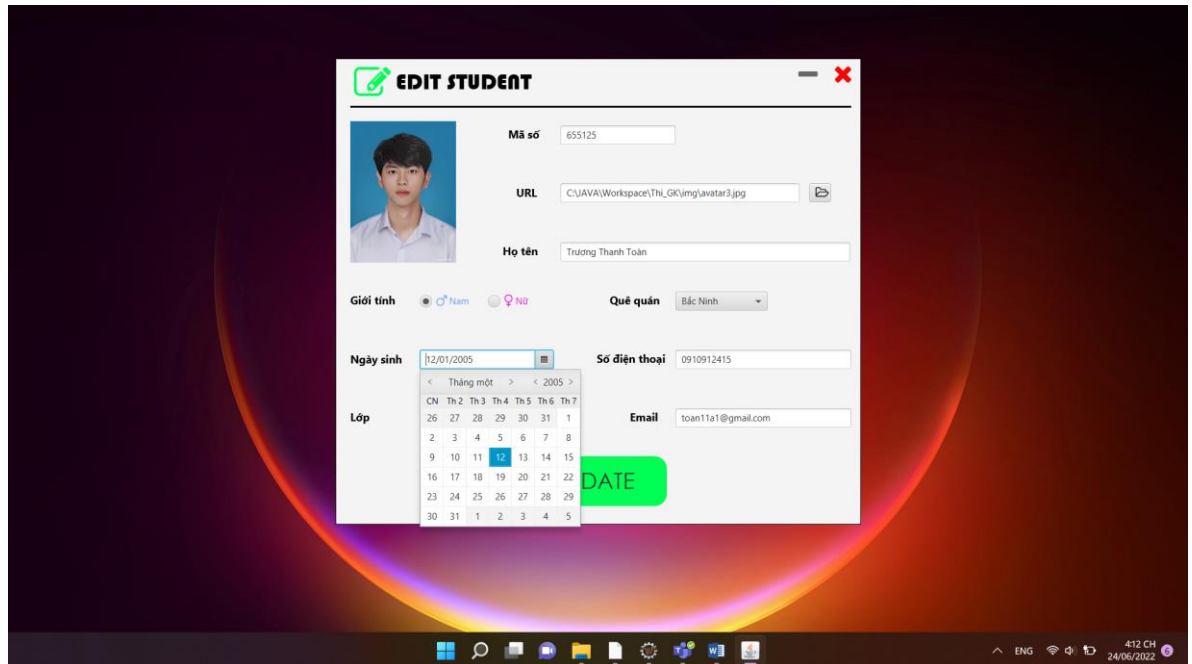 EDIT STUDENT
Mã số 655125
URL C:\JAVA\Workspace\Thi_GK\img\avatar3.jpg
Họ tên Trương Thanh Toàn
Giới tính Nam Nữ Quê quán Bắc Ninh
Ngày sinh 12/01/2005 Số điện thoại 0910912415
< Tháng một > < 2005 >
CN Th 2 Th 3 Th 4 Th 5 Th 6 Th 7
Lớp 26 27 28 29 30 31 1 Email toan11a1@gmail.com
2 3 4 5 6 7 8
9 10 11 12 13 14 15
16 17 18 19 20 21 22 DATE
23 24 25 26 27 28 29
30 31 1 2 3 4 5
ENG 4:12 CH
24/06/2022 6